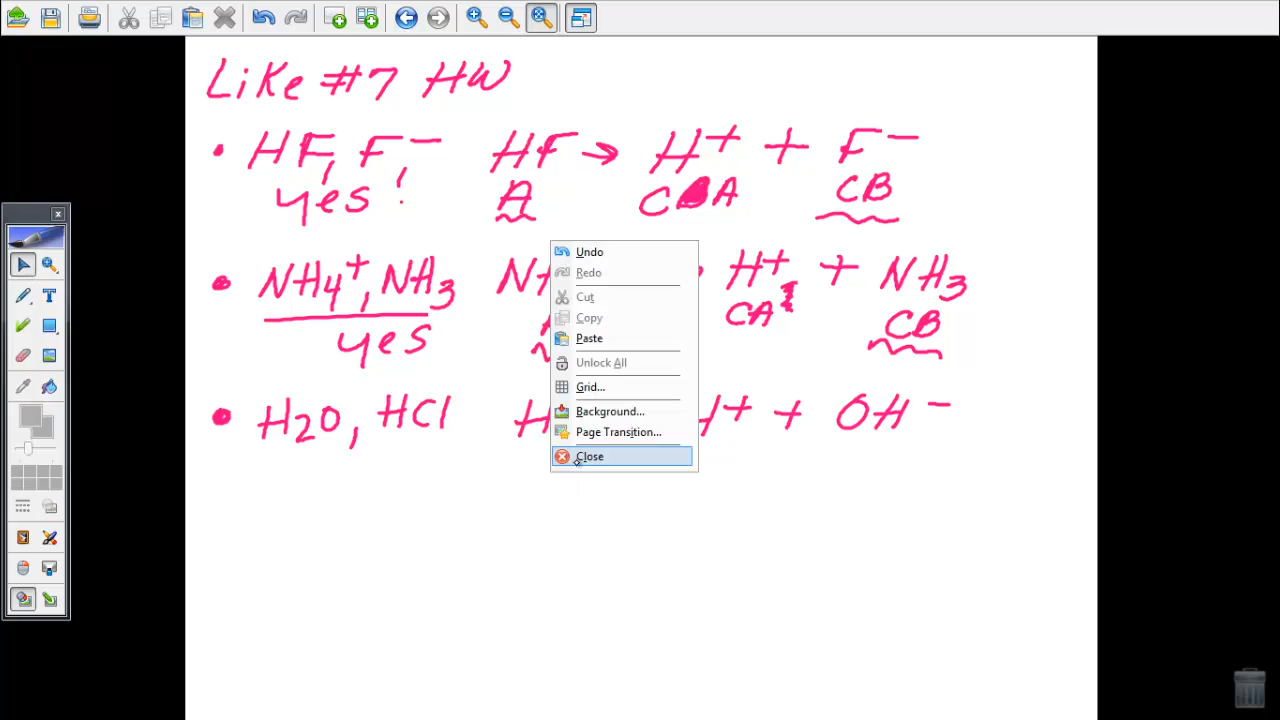 Like #7 HW
• HF, F⁻ HF → H⁺ + F⁻
yes! A CA CB
• NH4⁺, NH3 H⁺ + NH3
yes CA CB
• H2O, HCl H⁺ + OH⁻
Undo
Redo
Cut
Copy
Paste
Unlock All
Grid...
Background...
Page Transition...
Close